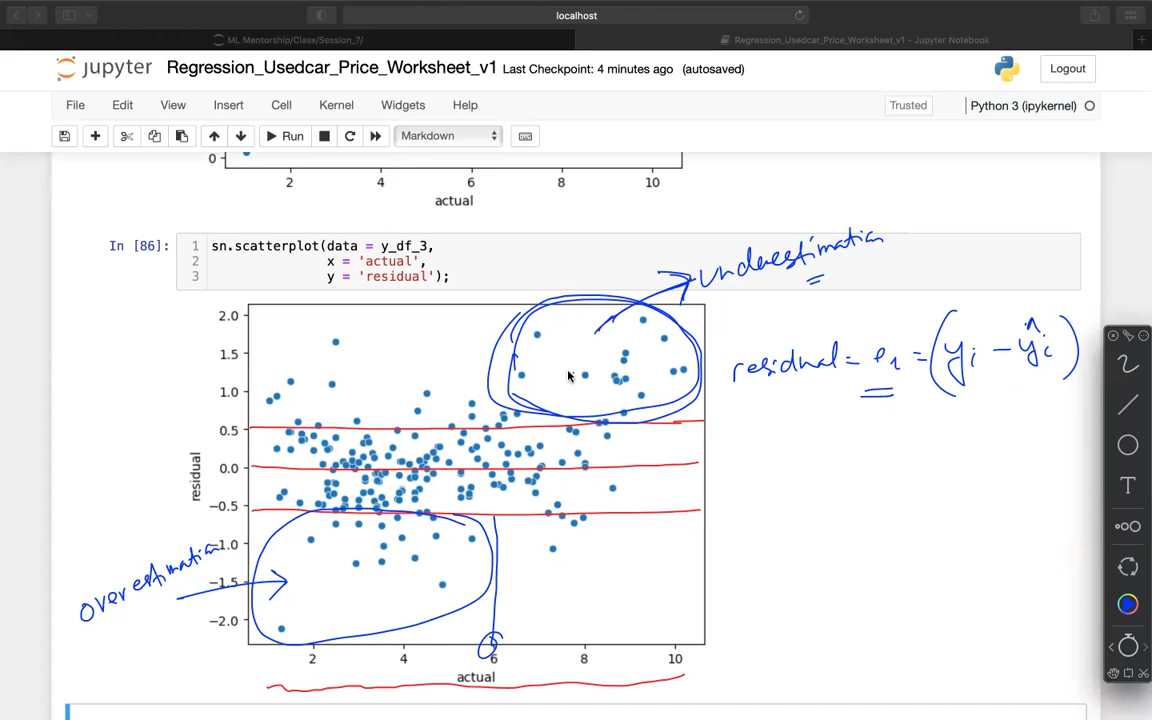 localhost
ML Mentorship/Class/Session_7/
Regression_Usedcar_Price_Worksheet_v1 - Jupyter Notebook
jupyter Regression_Usedcar_Price_Worksheet_v1 Last Checkpoint: 4 minutes ago (autosaved)
Logout
File Edit View Insert Cell Kernel Widgets Help
Trusted Python 3 (ipykernel)
Run Markdown
0
2 4 6 8 10
actual
In [86]:
1 sn.scatterplot(data = y_df_3,
2 x = 'actual',
3 y = 'residual');
underestimation
residual = ei = (yi - ŷi)
2.0
1.5
1.0
0.5
0.0
-0.5
-1.0
-1.5
-2.0
residual
overestimation
2 4 6 8 10
actual
T